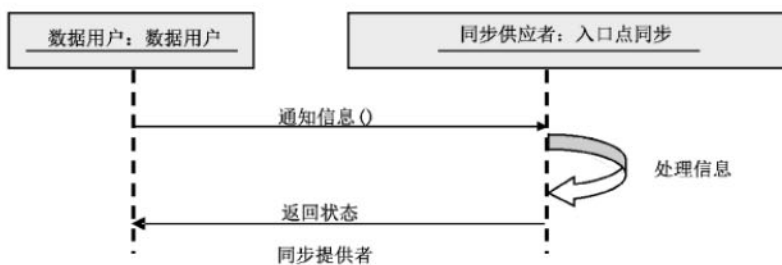 数据用户：数据用户
同步供应者：入口点同步
通知信息()
处理信息
返回状态
同步提供者